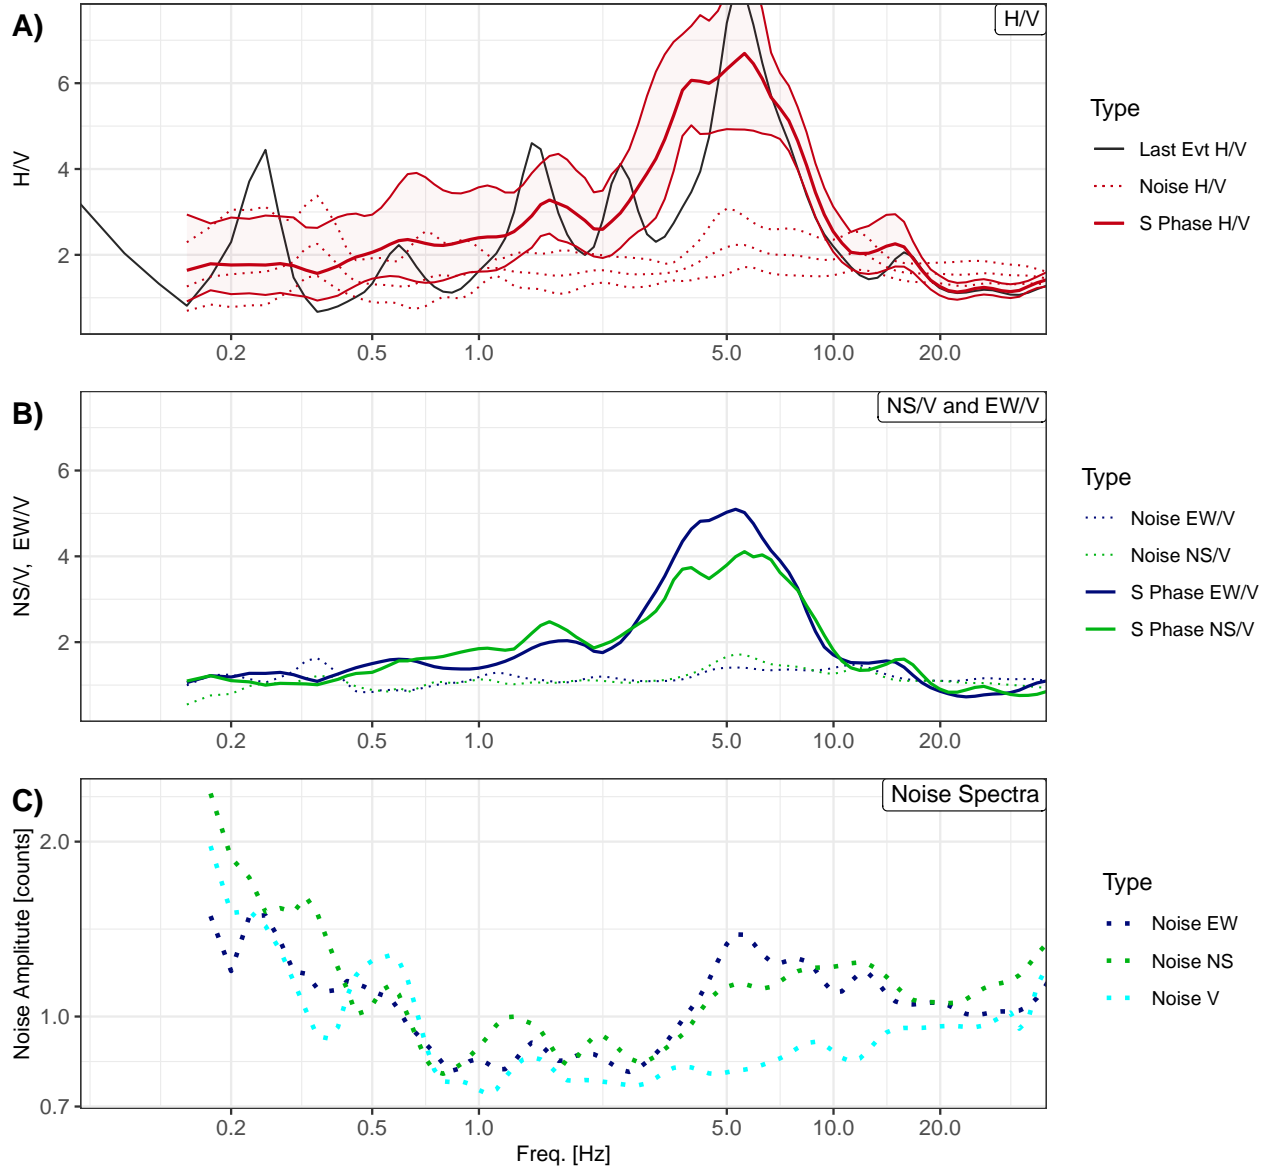 A)
H/V
6
4
2
H/V
0.2 0.5 1.0 5.0 10.0 20.0
Type
Last Evt H/V
Noise H/V
S Phase H/V
B)
NS/V and EW/V
6
4
2
NS/V, EW/V
0.2 0.5 1.0 5.0 10.0 20.0
Type
Noise EW/V
Noise NS/V
S Phase EW/V
S Phase NS/V
C)
Noise Spectra
2.0
1.0
0.7
Noise Amplitute [counts]
0.2 0.5 1.0 5.0 10.0 20.0
Freq. [Hz]
Type
Noise EW
Noise NS
Noise V